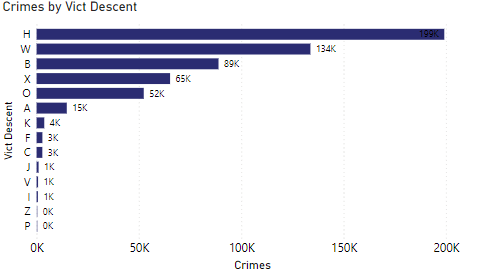 Crimes by Vict Descent
Vict Descent
H 199K
W 134K
B 89K
X 65K
O 52K
A 15K
K 4K
F 3K
C 3K
J 1K
V 1K
I 1K
Z 0K
P 0K
0K 50K 100K 150K 200K
Crimes